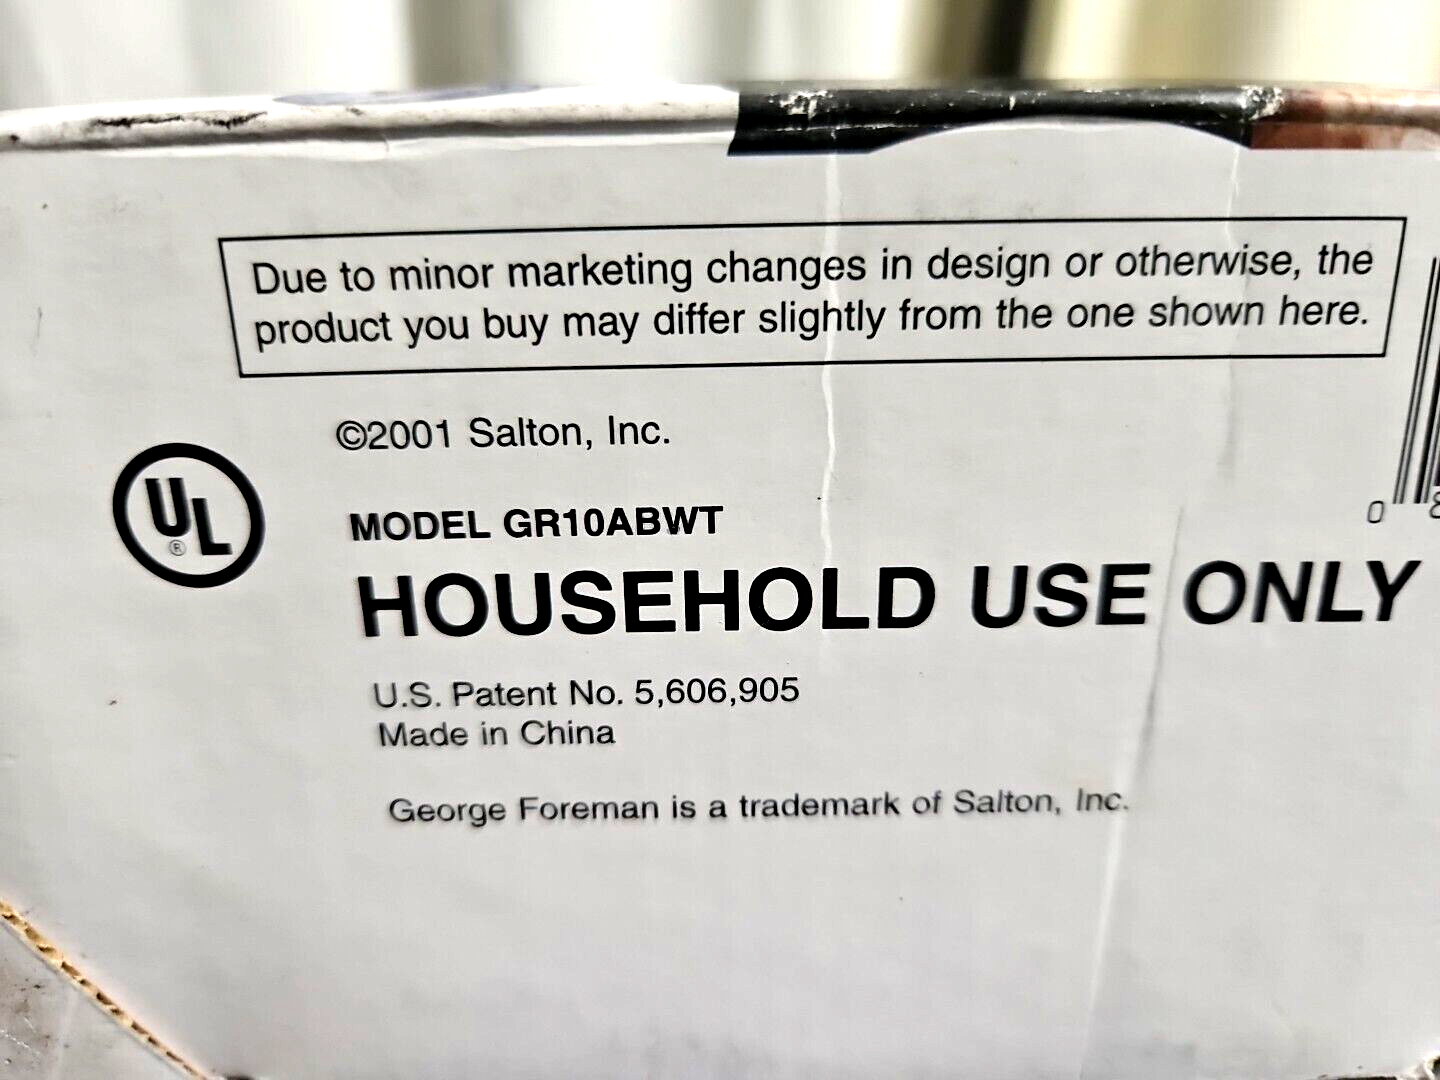 Due to minor marketing changes in design or otherwise, the
product you buy may differ slightly from the one shown here.
©2001 Salton, Inc.
UL
®
MODEL GR10ABWT
HOUSEHOLD USE ONLY
U.S. Patent No. 5,606,905
Made in China
George Foreman is a trademark of Salton, Inc.
0